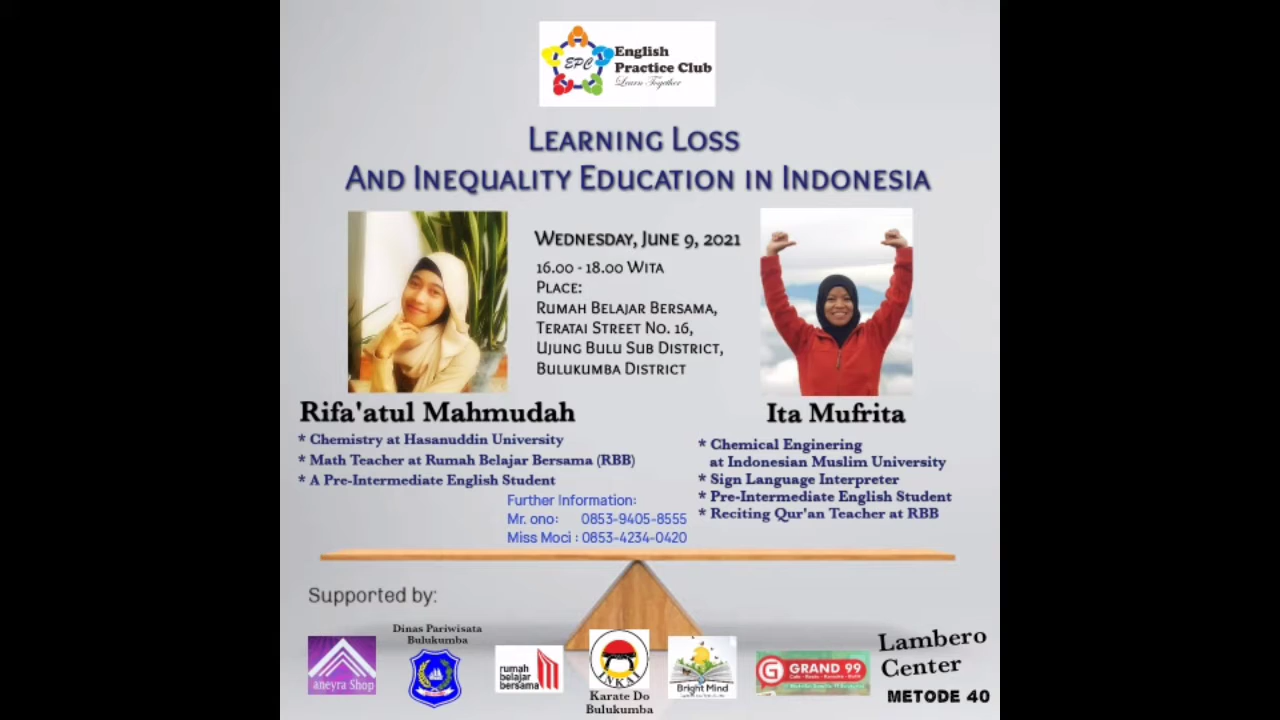 EPC
English
Practice Club
Learn Together
LEARNING LOSS
AND INEQUALITY EDUCATION IN INDONESIA
WEDNESDAY, JUNE 9, 2021
16.00 - 18.00 WITA
PLACE:
RUMAH BELAJAR BERSAMA,
TERATAI STREET NO. 16,
UJUNG BULU SUB DISTRICT,
BULUKUMBA DISTRICT
Rifa'atul Mahmudah
* Chemistry at Hasanuddin University
* Math Teacher at Rumah Belajar Bersama (RBB)
* A Pre-Intermediate English Student
Ita Mufrita
* Chemical Enginering
at Indonesian Muslim University
* Sign Language Interpreter
* Pre-Intermediate English Student
* Reciting Qur'an Teacher at RBB
Further Information:
Mr. ono: 0853-9405-8555
Miss Moci : 0853-4234-0420
Supported by:
aneyra Shop
Dinas Pariwisata
Bulukumba
rumah
belajar
bersama
INKAI
Karate Do
Bulukumba
Bright Mind
G GRAND 99
Lambero
Center
METODE 40